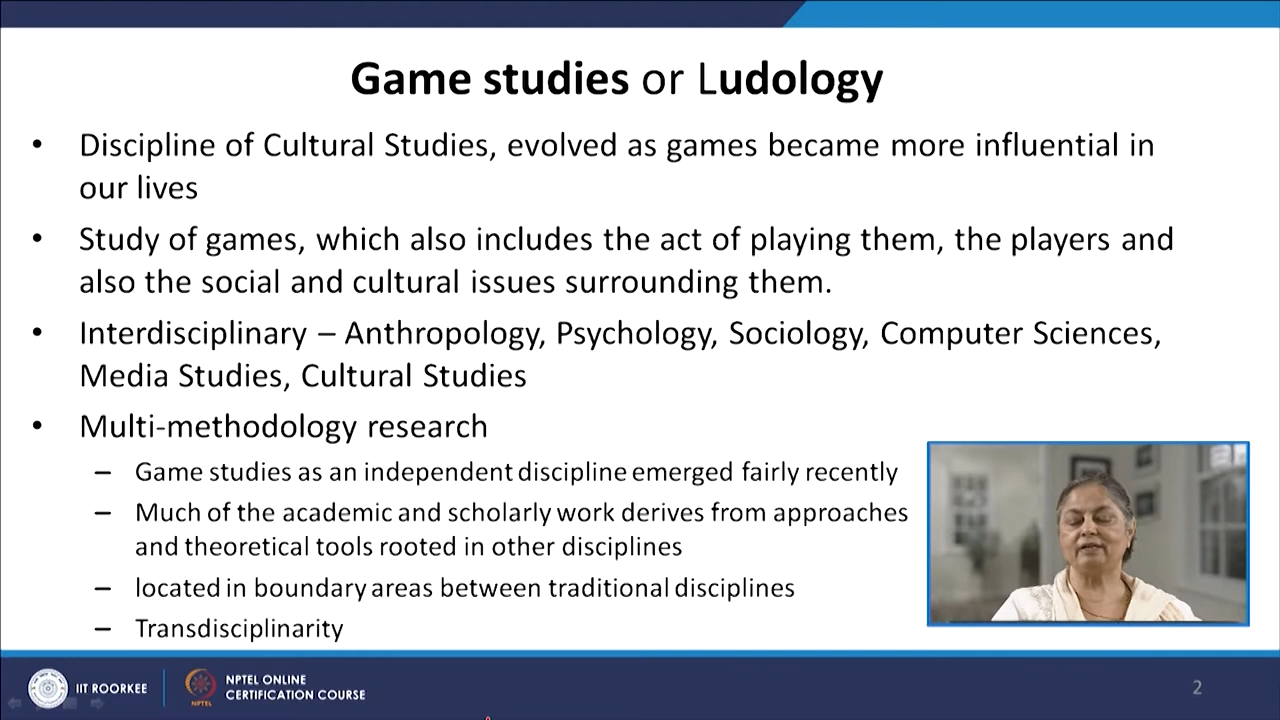 Game studies or Ludology
• Discipline of Cultural Studies, evolved as games became more influential in
our lives
• Study of games, which also includes the act of playing them, the players and
also the social and cultural issues surrounding them.
• Interdisciplinary – Anthropology, Psychology, Sociology, Computer Sciences,
Media Studies, Cultural Studies
• Multi-methodology research
– Game studies as an independent discipline emerged fairly recently
– Much of the academic and scholarly work derives from approaches
and theoretical tools rooted in other disciplines
– located in boundary areas between traditional disciplines
– Transdisciplinarity
IIT ROORKEE
NPTEL
NPTEL ONLINE
CERTIFICATION COURSE
2